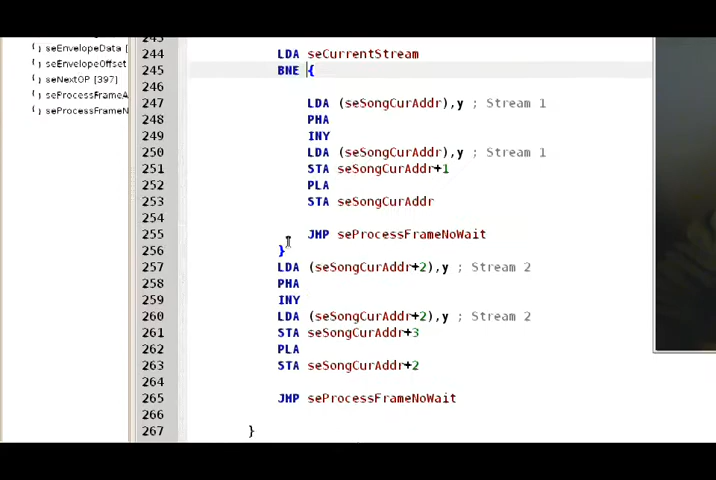 seEnvelopeData [
seEnvelopeOffset
seNextOP [397]
seProcessFrameA
seProcessFrameN
243
244 LDA seCurrentStream
245 BNE {
246
247 LDA (seSongCurAddr),y ; Stream 1
248 PHA
249 INY
250 LDA (seSongCurAddr),y ; Stream 1
251 STA seSongCurAddr+1
252 PLA
253 STA seSongCurAddr
254
255 JMP seProcessFrameNoWait
256 }
257 LDA (seSongCurAddr+2),y ; Stream 2
258 PHA
259 INY
260 LDA (seSongCurAddr+2),y ; Stream 2
261 STA seSongCurAddr+3
262 PLA
263 STA seSongCurAddr+2
264
265 JMP seProcessFrameNoWait
266
267 }